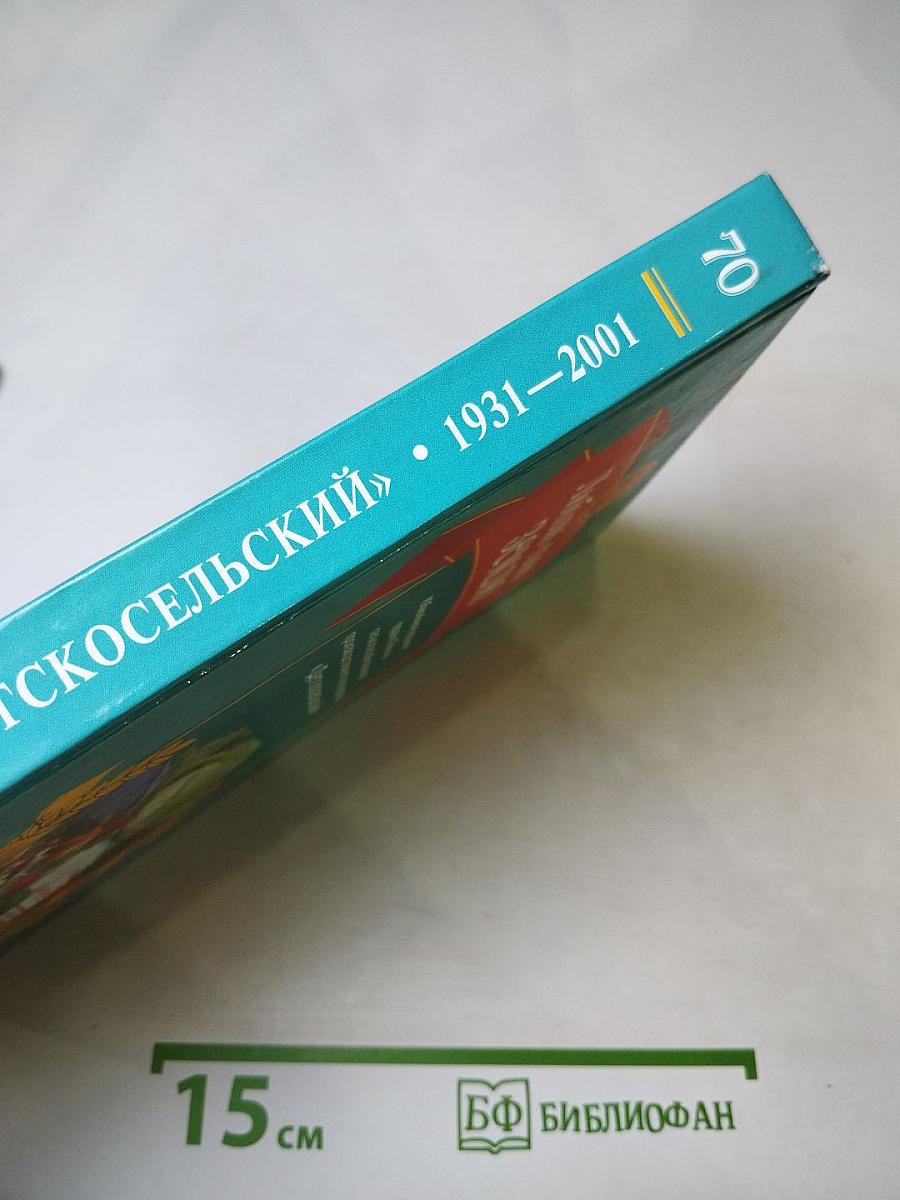 ТСКОСЕЛЬСКИЙ» • 1931—2001
70
15 см
БФ БИБЛИОФАН